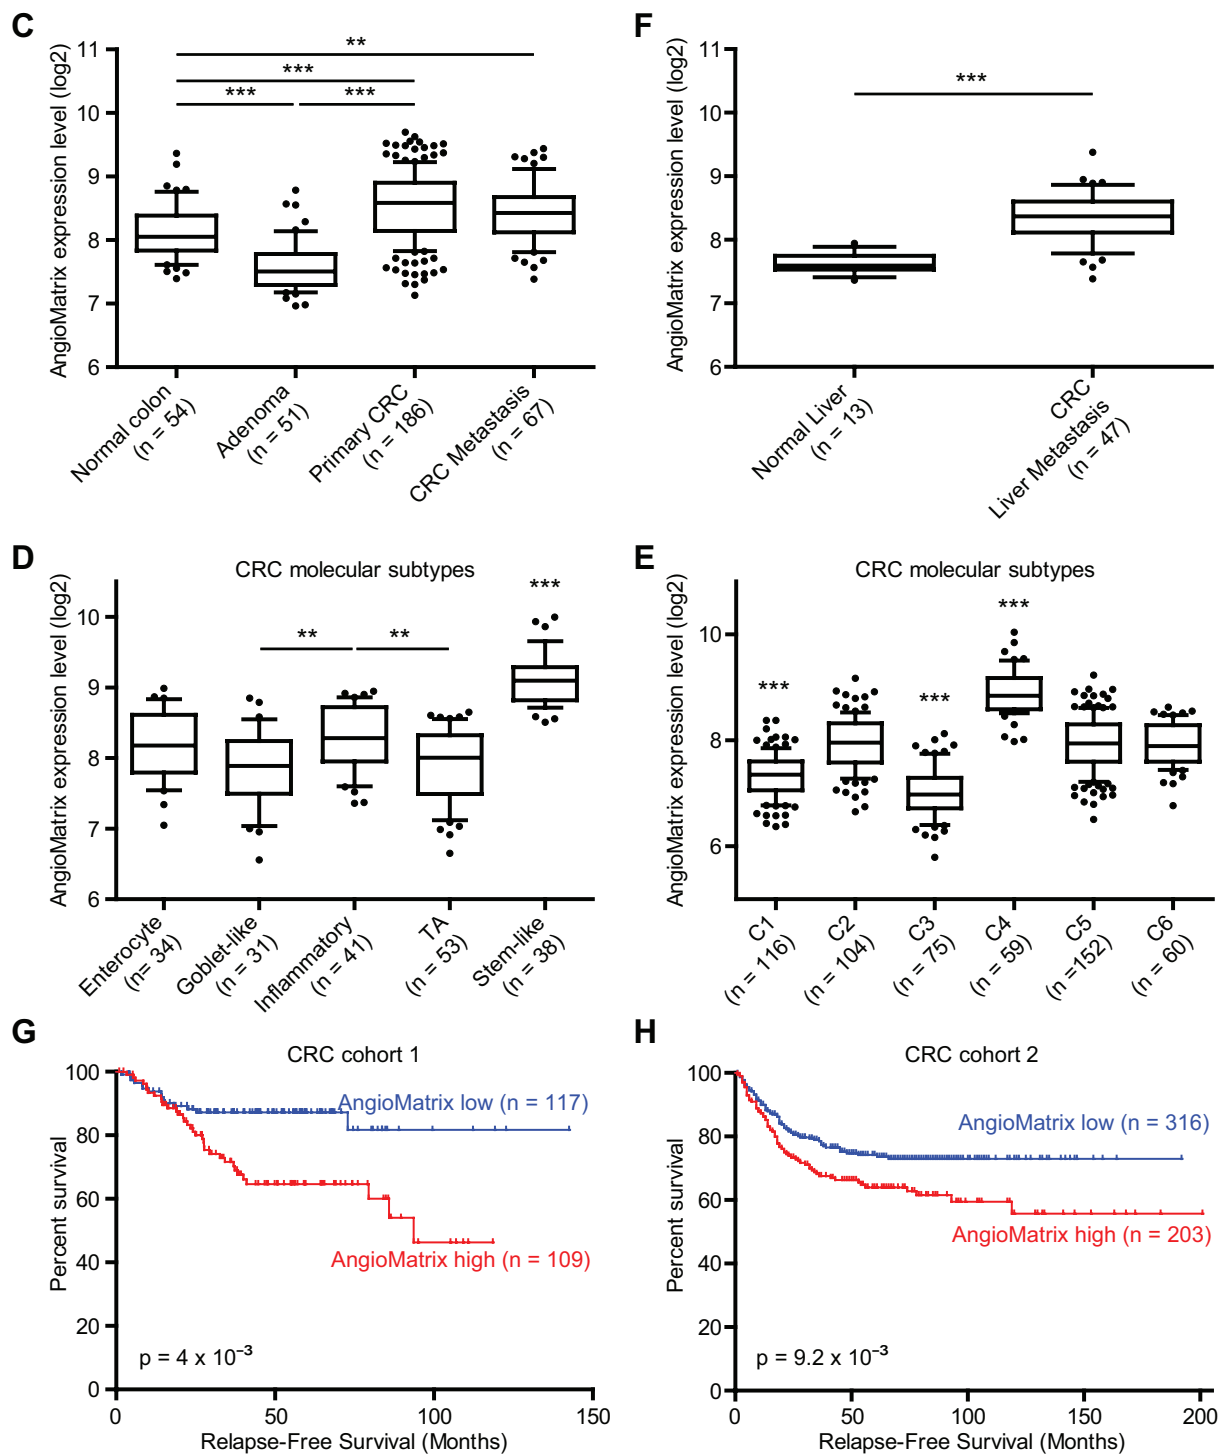 C
AngioMatrix expression level (log2)
11
10
9
8
7
6
**
***
***
***
Normal colon
(n = 54)
Adenoma
(n = 51)
Primary CRC
(n = 186)
CRC Metastasis
(n = 67)
F
AngioMatrix expression level (log2)
11
10
9
8
7
6
***
Normal Liver
(n = 13)
CRC
Liver Metastasis
(n = 47)
D
CRC molecular subtypes
AngioMatrix expression level (log2)
10
9
8
7
6
**
**
***
Enterocyte
(n= 34)
Goblet-like
(n = 31)
Inflammatory
(n = 41)
TA
(n = 53)
Stem-like
(n = 38)
E
CRC molecular subtypes
AngioMatrix expression level (log2)
10
8
6
***
***
***
C1
(n = 116)
C2
(n = 104)
C3
(n = 75)
C4
(n = 59)
C5
(n =152)
C6
(n = 60)
G
CRC cohort 1
Percent survival
100
80
60
40
20
0
AngioMatrix low (n = 117)
AngioMatrix high (n = 109)
p = 4 x 10⁻³
0
50
100
150
Relapse-Free Survival (Months)
H
CRC cohort 2
Percent survival
100
80
60
40
20
0
AngioMatrix low (n = 316)
AngioMatrix high (n = 203)
p = 9.2 x 10⁻³
0
50
100
150
200
Relapse-Free Survival (Months)